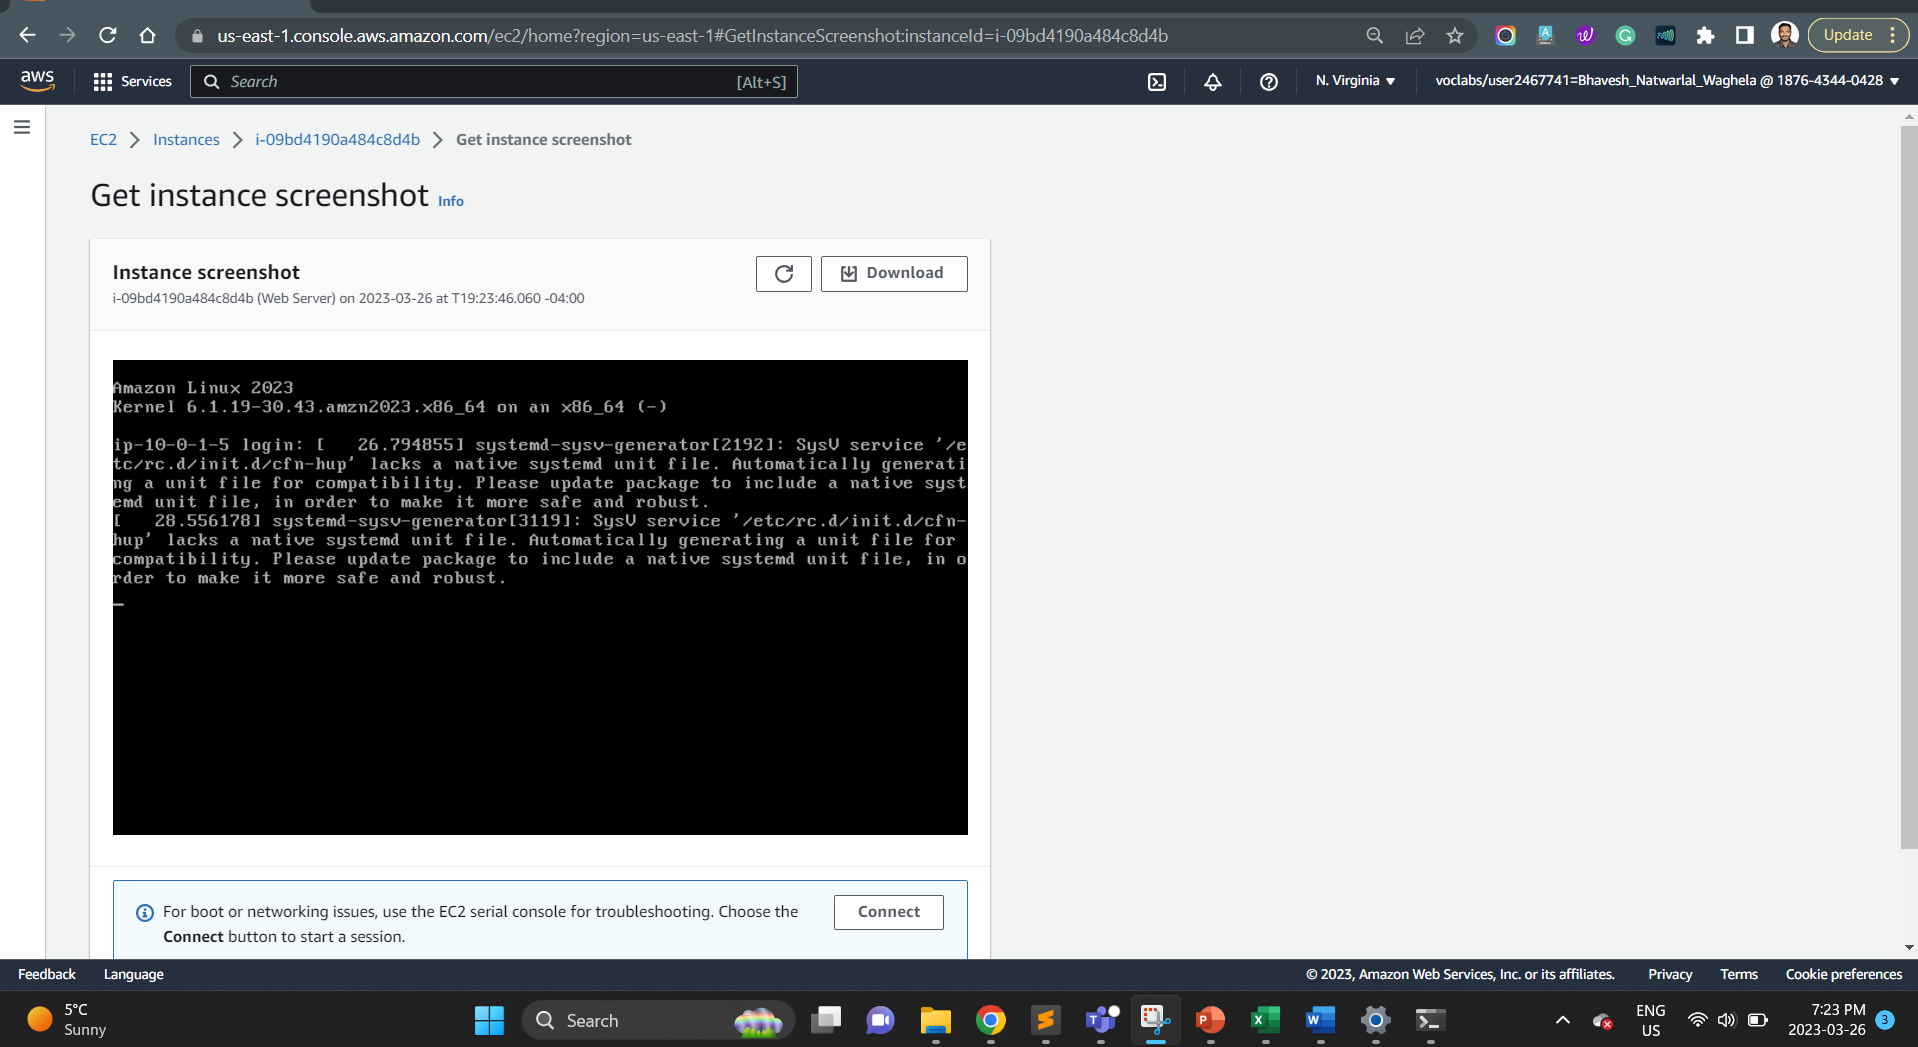 us-east-1.console.aws.amazon.com/ec2/home?region=us-east-1#GetInstanceScreenshot:instanceId=i-09bd4190a484c8d4b
Update
aws
Services
Search
[Alt+S]
N. Virginia
voclabs/user2467741=Bhavesh_Natwarlal_Waghela @ 1876-4344-0428
EC2 > Instances > i-09bd4190a484c8d4b > Get instance screenshot
Get instance screenshot Info
Instance screenshot
i-09bd4190a484c8d4b (Web Server) on 2023-03-26 at T19:23:46.060 -04:00
Download
Amazon Linux 2023
Kernel 6.1.19-30.43.amzn2023.x86_64 on an x86_64 (-)
ip-10-0-1-5 login: [   26.794855] systemd-sysv-generator[2192]: SysV service '/e
tc/rc.d/init.d/cfn-hup' lacks a native systemd unit file. Automatically generati
ng a unit file for compatibility. Please update package to include a native syst
emd unit file, in order to make it more safe and robust.
[   28.556178] systemd-sysv-generator[3119]: SysV service '/etc/rc.d/init.d/cfn-
hup' lacks a native systemd unit file. Automatically generating a unit file for
compatibility. Please update package to include a native systemd unit file, in o
rder to make it more safe and robust.
_
For boot or networking issues, use the EC2 serial console for troubleshooting. Choose the
Connect button to start a session.
Connect
Feedback
Language
© 2023, Amazon Web Services, Inc. or its affiliates.
Privacy
Terms
Cookie preferences
5°C
Sunny
Search
ENG
US
7:23 PM
2023-03-26
3